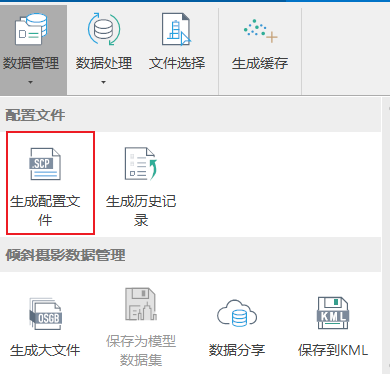 数据管理 数据处理 文件选择 生成缓存
配置文件
.SCP
生成配置文 生成历史记
件 录
倾斜摄影数据管理
OSGB KML
生成大文件 保存为模型 数据分享 保存到KML
数据集